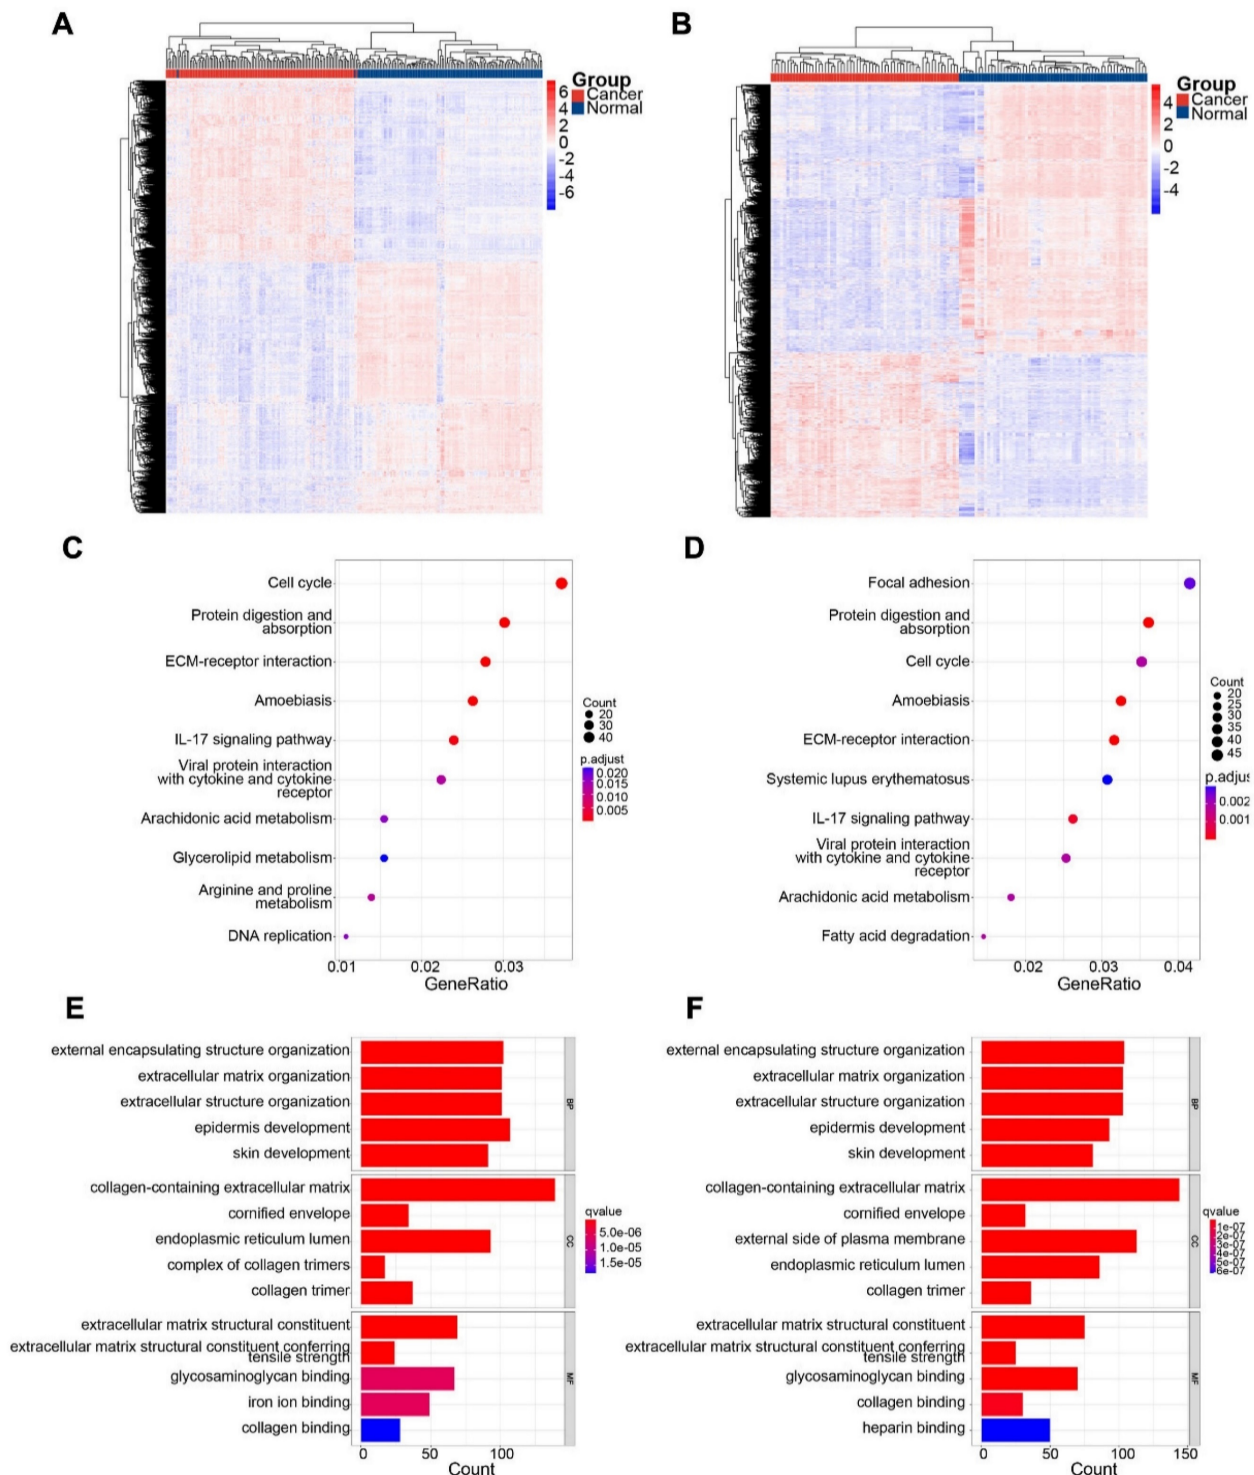 A
Group
Cancer
Normal
6
4
2
0
-2
-4
-6
B
Group
Cancer
Normal
4
2
0
-2
-4
C
Cell cycle
Protein digestion and
absorption
ECM-receptor interaction
Amoebiasis
IL-17 signaling pathway
Viral protein interaction
with cytokine and cytokine
receptor
Arachidonic acid metabolism
Glycerolipid metabolism
Arginine and proline
metabolism
DNA replication
0.01 0.02 0.03
GeneRatio
Count
20
30
40
p.adjust
0.020
0.015
0.010
0.005
D
Focal adhesion
Protein digestion and
absorption
Cell cycle
Amoebiasis
ECM-receptor interaction
Systemic lupus erythematosus
IL-17 signaling pathway
Viral protein interaction
with cytokine and cytokine
receptor
Arachidonic acid metabolism
Fatty acid degradation
0.02 0.03 0.04
GeneRatio
Count
20
25
30
35
40
45
p.adjus
0.002
0.001
E
external encapsulating structure organization
extracellular matrix organization
extracellular structure organization
epidermis development
skin development
BP
collagen-containing extracellular matrix
cornified envelope
endoplasmic reticulum lumen
complex of collagen trimers
collagen trimer
CC
extracellular matrix structural constituent
extracellular matrix structural constituent conferring
tensile strength
glycosaminoglycan binding
iron ion binding
collagen binding
MF
0 50 100
Count
qvalue
5.0e-06
1.0e-05
1.5e-05
F
external encapsulating structure organization
extracellular matrix organization
extracellular structure organization
epidermis development
skin development
BP
collagen-containing extracellular matrix
cornified envelope
external side of plasma membrane
endoplasmic reticulum lumen
collagen trimer
CC
extracellular matrix structural constituent
extracellular matrix structural constituent conferring
tensile strength
glycosaminoglycan binding
collagen binding
heparin binding
MF
0 50 100 150
Count
qvalue
1e-07
2e-07
3e-07
4e-07
5e-07
6e-07